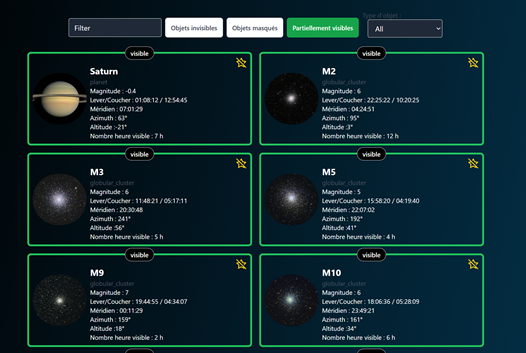 Type d'objet :
Filter
Objets invisibles
Objets masqués
Partiellement visibles
All
visible
Saturn
planet
Magnitude : -0.4
Lever/Coucher : 01:08:12 / 12:54:45
Méridien : 07:01:29
Azimuth : 63°
Altitude :-21°
Nombre heure visible : 7 h
visible
M2
globular_cluster
Magnitude : 6
Lever/Coucher : 22:25:22 / 10:20:25
Méridien : 04:24:51
Azimuth : 95°
Altitude :3°
Nombre heure visible : 12 h
visible
M3
globular_cluster
Magnitude : 6
Lever/Coucher : 11:48:21 / 05:17:11
Méridien : 20:30:48
Azimuth : 241°
Altitude :56°
Nombre heure visible : 5 h
visible
M5
globular_cluster
Magnitude : 5
Lever/Coucher : 15:58:20 / 04:19:40
Méridien : 22:07:02
Azimuth : 192°
Altitude :41°
Nombre heure visible : 4 h
visible
M9
globular_cluster
Magnitude : 7
Lever/Coucher : 19:44:55 / 04:34:07
Méridien : 00:11:29
Azimuth : 159°
Altitude :18°
Nombre heure visible : 2 h
visible
M10
globular_cluster
Magnitude : 6
Lever/Coucher : 18:06:36 / 05:28:09
Méridien : 23:49:21
Azimuth : 161°
Altitude :34°
Nombre heure visible : 6 h